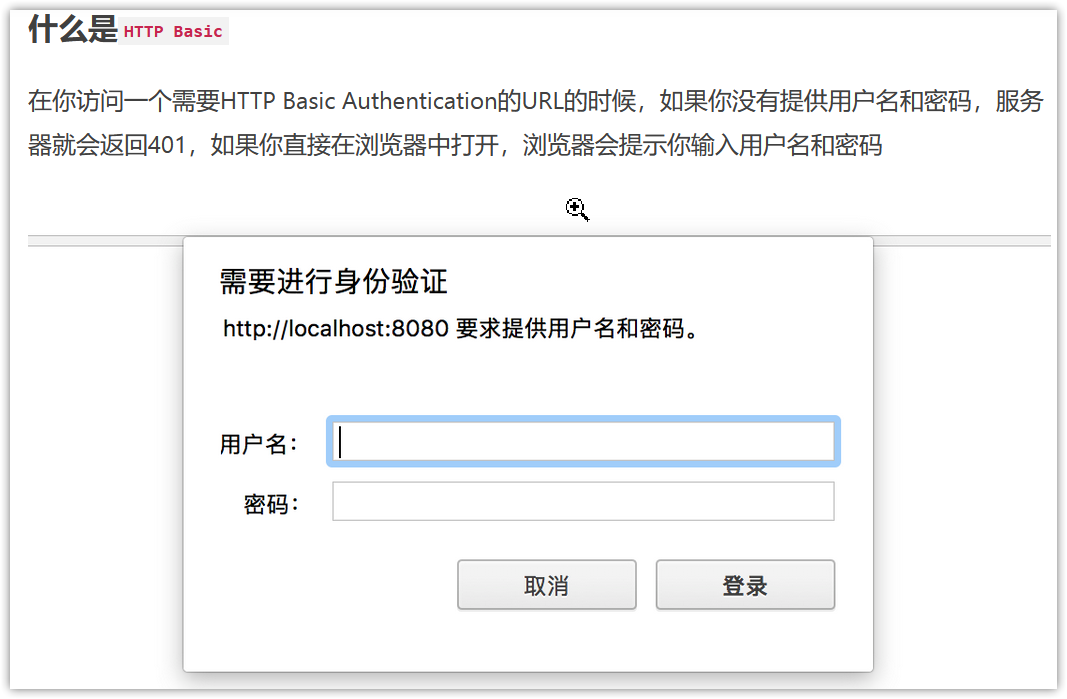 什么是HTTP Basic
在你访问一个需要HTTP Basic Authentication的URL的时候，如果你没有提供用户名和密码，服务
器就会返回401，如果你直接在浏览器中打开，浏览器会提示你输入用户名和密码
需要进行身份验证
http://localhost:8080 要求提供用户名和密码。
用户名：
密码：
取消 登录